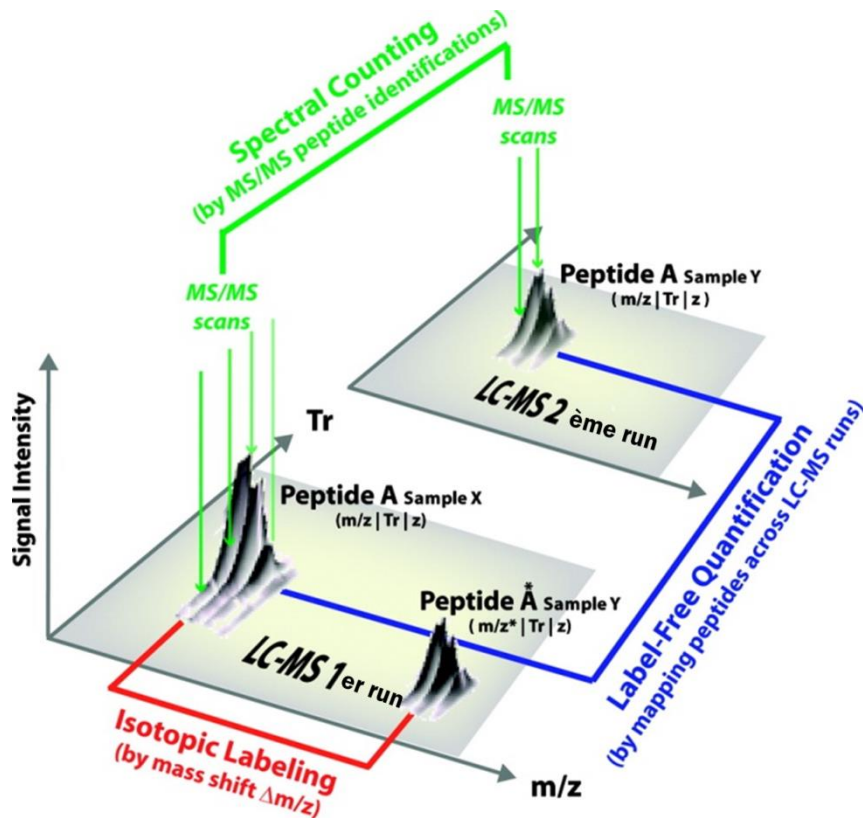 Spectral Counting
(by MS/MS peptide identifications)
MS/MS
scans
MS/MS
scans
Peptide A Sample Y
( m/z | Tr | z )
LC-MS 2 ème run
Signal Intensity
Tr
Peptide A Sample X
(m/z | Tr | z)
Peptide Å* Sample Y
( m/z* | Tr | z)
LC-MS 1er run
Label-Free Quantification
(by mapping peptides across LC-MS runs)
Isotopic Labeling
(by mass shift Δm/z)
m/z